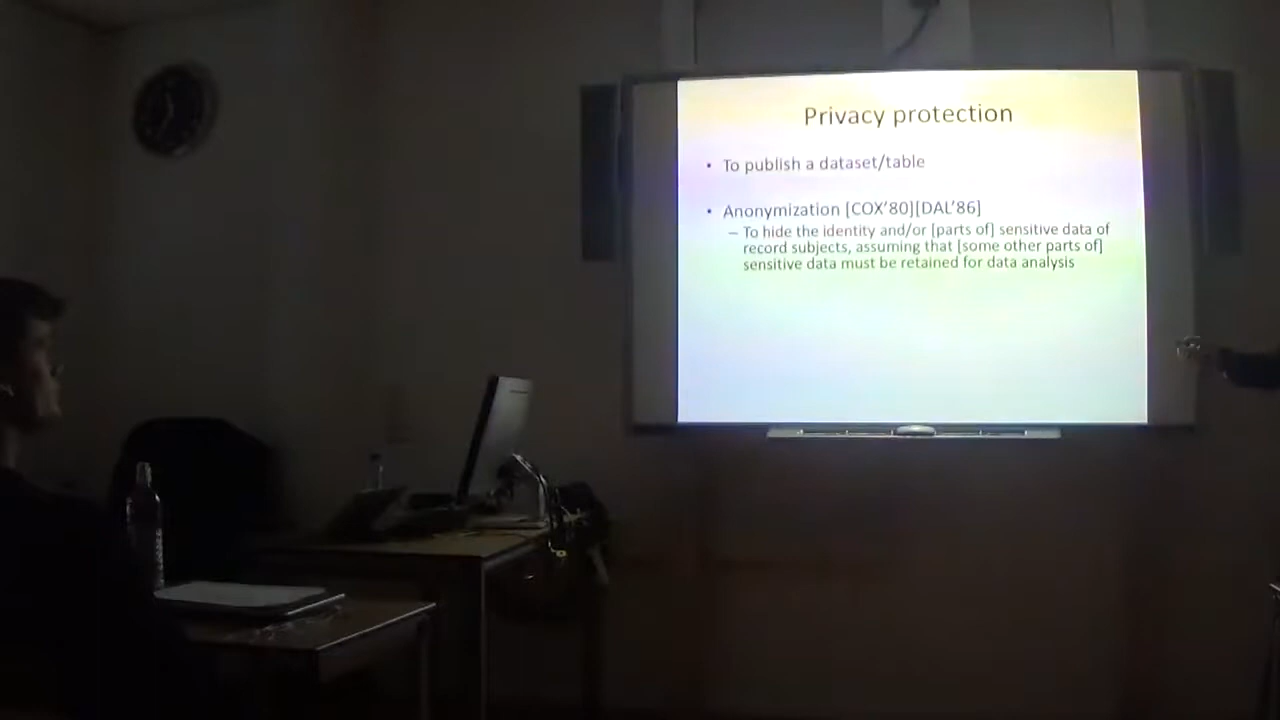 Privacy protection
• To publish a dataset/table
• Anonymization [COX'80][DAL'86]
– To hide the identity and/or [parts of] sensitive data of
record subjects, assuming that [some other parts of]
sensitive data must be retained for data analysis